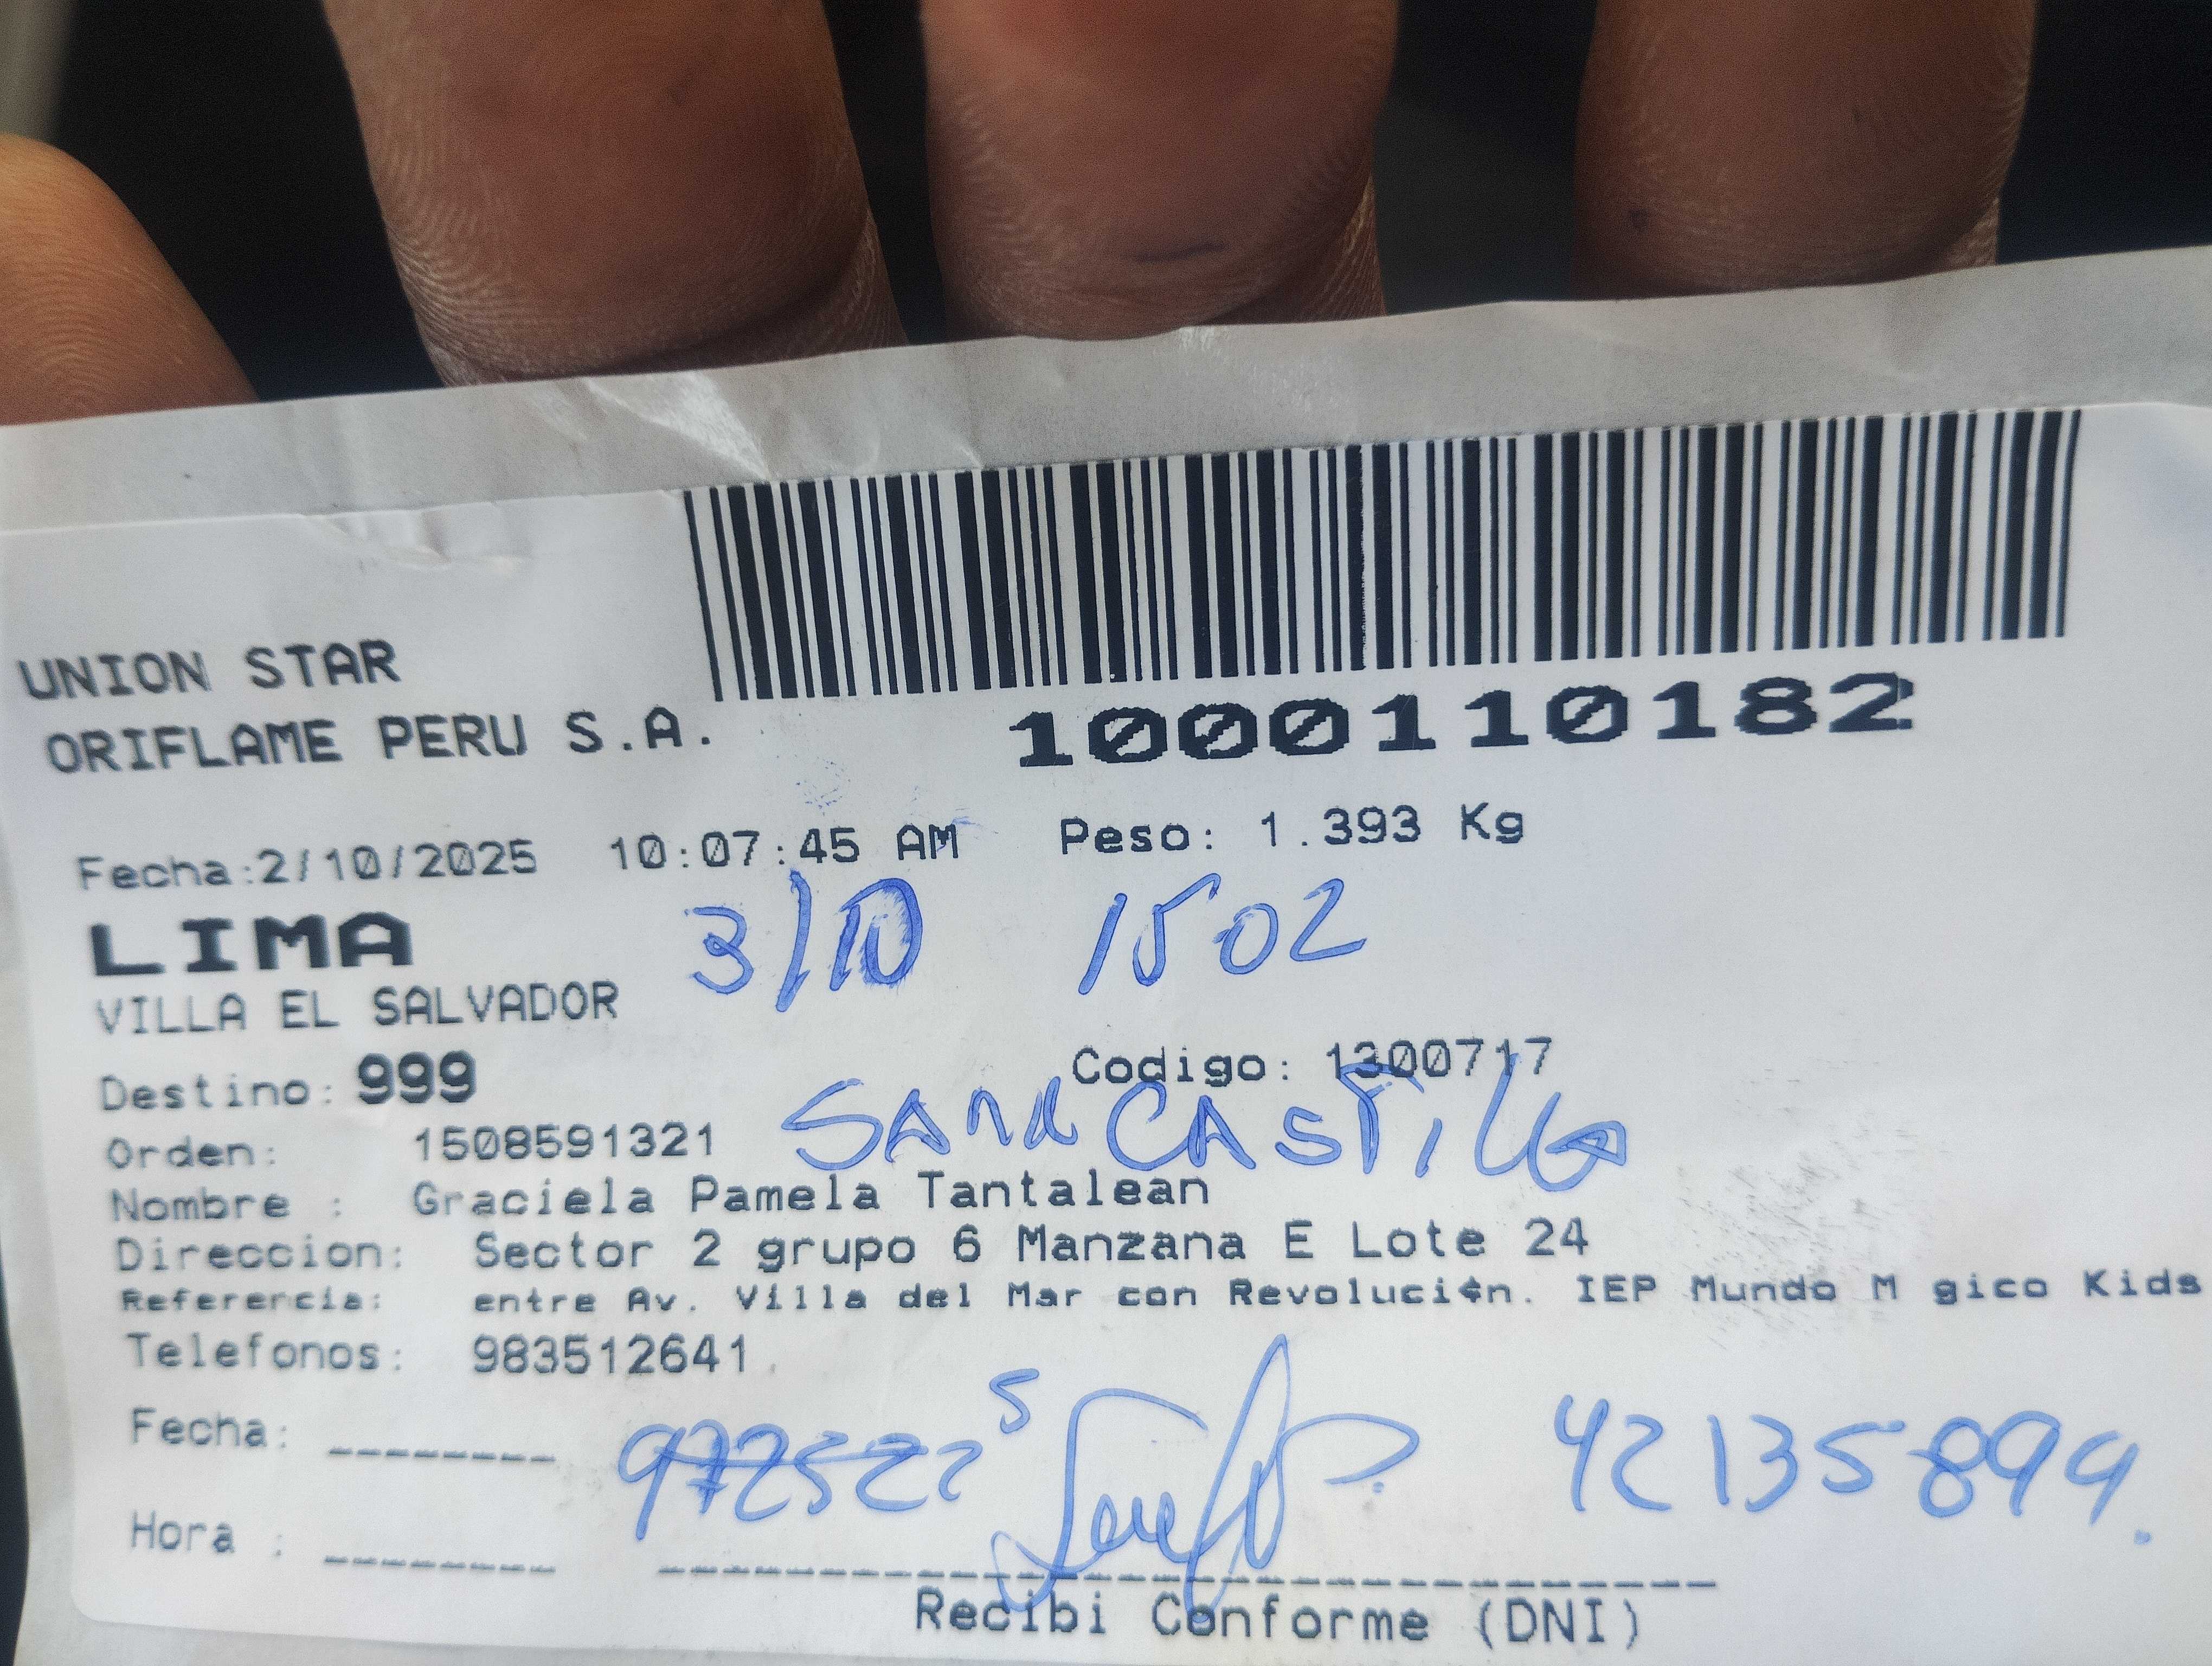 UNION STAR
ORIFLAME PERU S.A.
1000110182
Fecha:2/10/2025 10:07:45 AM Peso: 1.393 Kg
LIMA 3/10 1502
VILLA EL SALVADOR
Destino: 999 Codigo: 1300717
CASTILLO
Orden: 1508591321
Nombre : Graciela Pamela Tantalean
Direccion: Sector 2 grupo 6 Manzana E Lote 24
Referencia: entre Av. Villa del Mar con Revoluci¢n. IEP Mundo M gico Kids
Telefonos: 983512641
Fecha: 42135899.
Hora :
Recibi Conforme (DNI)